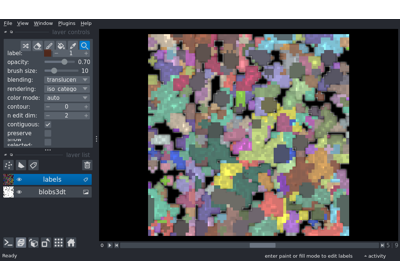 File View Window Plugins Help
layer controls
label: 1
opacity: 0.70
brush size: 10
blending: translucen
rendering: iso_catego
color mode: auto
contour: 0
n edit dim: 2
contiguous:
preserve
selected:
layer list
labels
blobs3dt
Ready
enter paint or fill mode to edit labels
activity